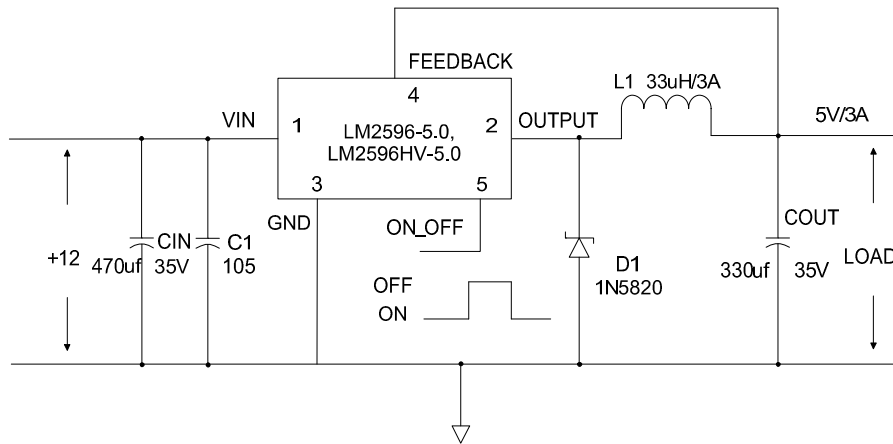 FEEDBACK
L1 33uH/3A
4
VIN
1
LM2596-5.0,
LM2596HV-5.0
2
OUTPUT
5V/3A
3
5
GND
ON_OFF
COUT
CIN
C1
+12
470uf
35V
105
D1
1N5820
330uf
35V
LOAD
OFF
ON